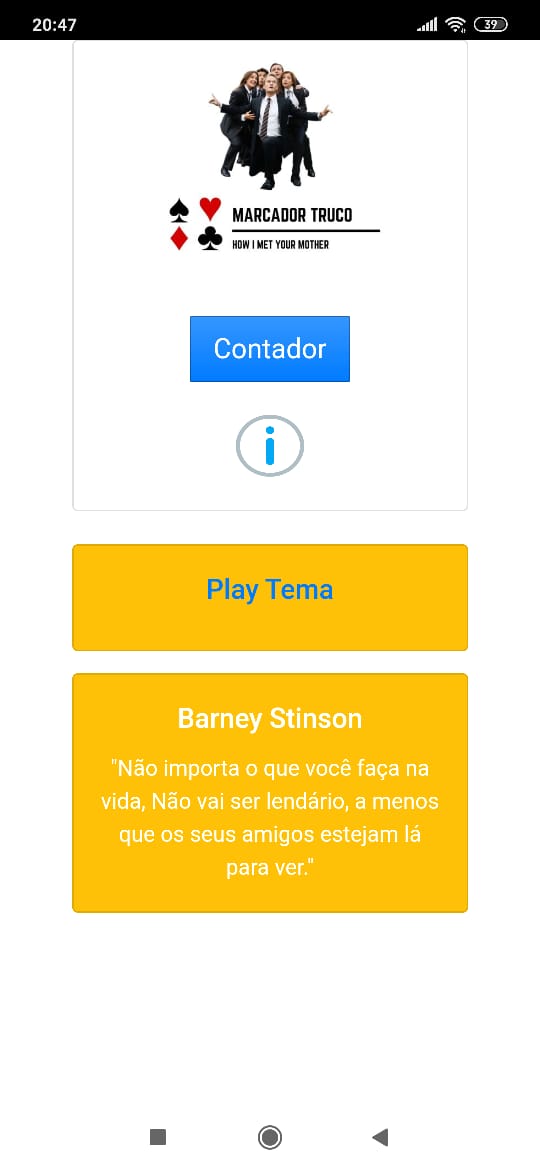 20:47
39
MARCADOR TRUCO
HOW I MET YOUR MOTHER
Contador
i
Play Tema
Barney Stinson
"Não importa o que você faça na
vida, Não vai ser lendário, a menos
que os seus amigos estejam lá
para ver."